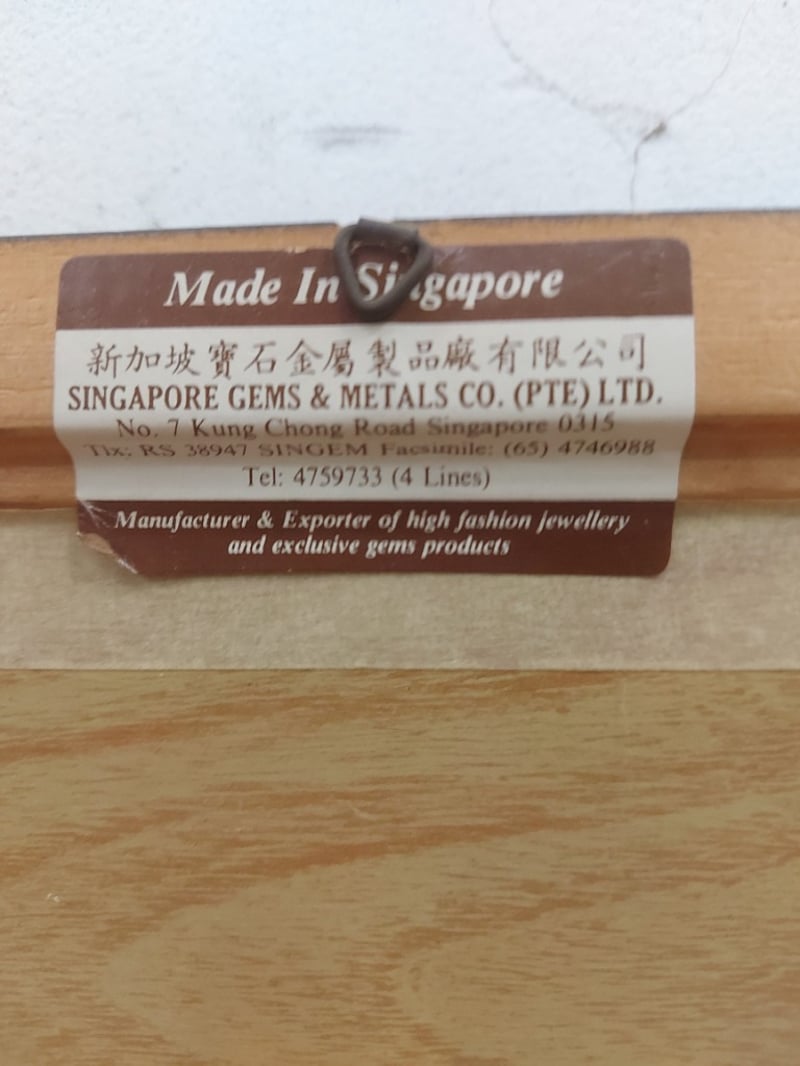 Made In Singapore
新加坡寶石金屬製品廠有限公司
SINGAPORE GEMS & METALS CO. (PTE) LTD.
No. 7 Kung Chong Road Singapore 0315
Tlx: RS 38947 SINGEM Facsimile: (65) 4746988
Tel: 4759733 (4 Lines)
Manufacturer & Exporter of high fashion jewellery
and exclusive gems products